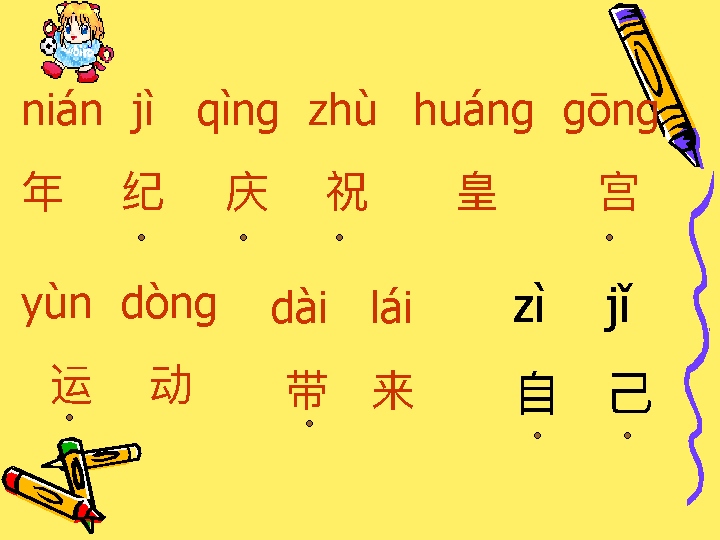 nián jì qìng zhù huáng gōng
年 纪 庆 祝 皇 宫
yùn dòng dài lái zì jǐ
运 动 带 来 自 己